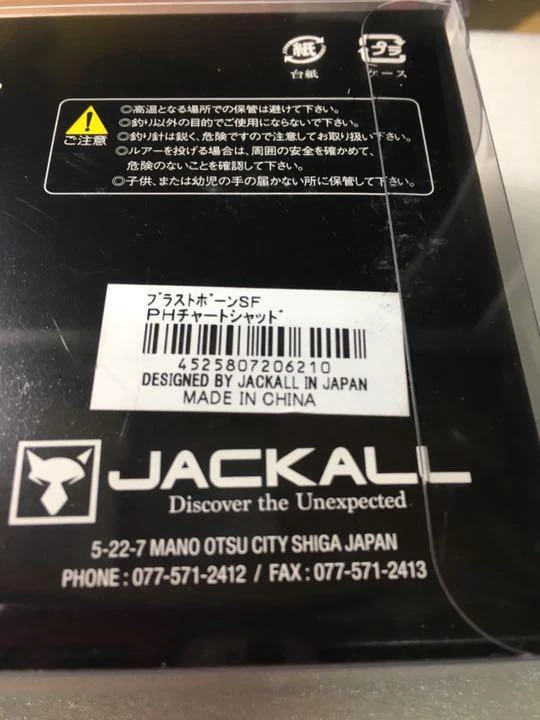 紙
台紙
プラ
ケース
ご注意
◎高温となる場所での保管は避けて下さい。
◎釣り以外の目的でご使用にならないで下さい。
◎釣り針は鋭く、危険ですので注意してお取り扱い下さい。
◎ルアーを投げる場合は、周囲の安全を確かめて、
危険のないことを確認して下さい。
◎子供、または幼児の手の届かない所に保管して下さい。
ブラストボーンSF
PHチャートシャッド
4525807206210
DESIGNED BY JACKALL IN JAPAN
MADE IN CHINA
JACKALL
Discover the Unexpected
5-22-7 MANO OTSU CITY SHIGA JAPAN
PHONE : 077-571-2412 / FAX : 077-571-2413